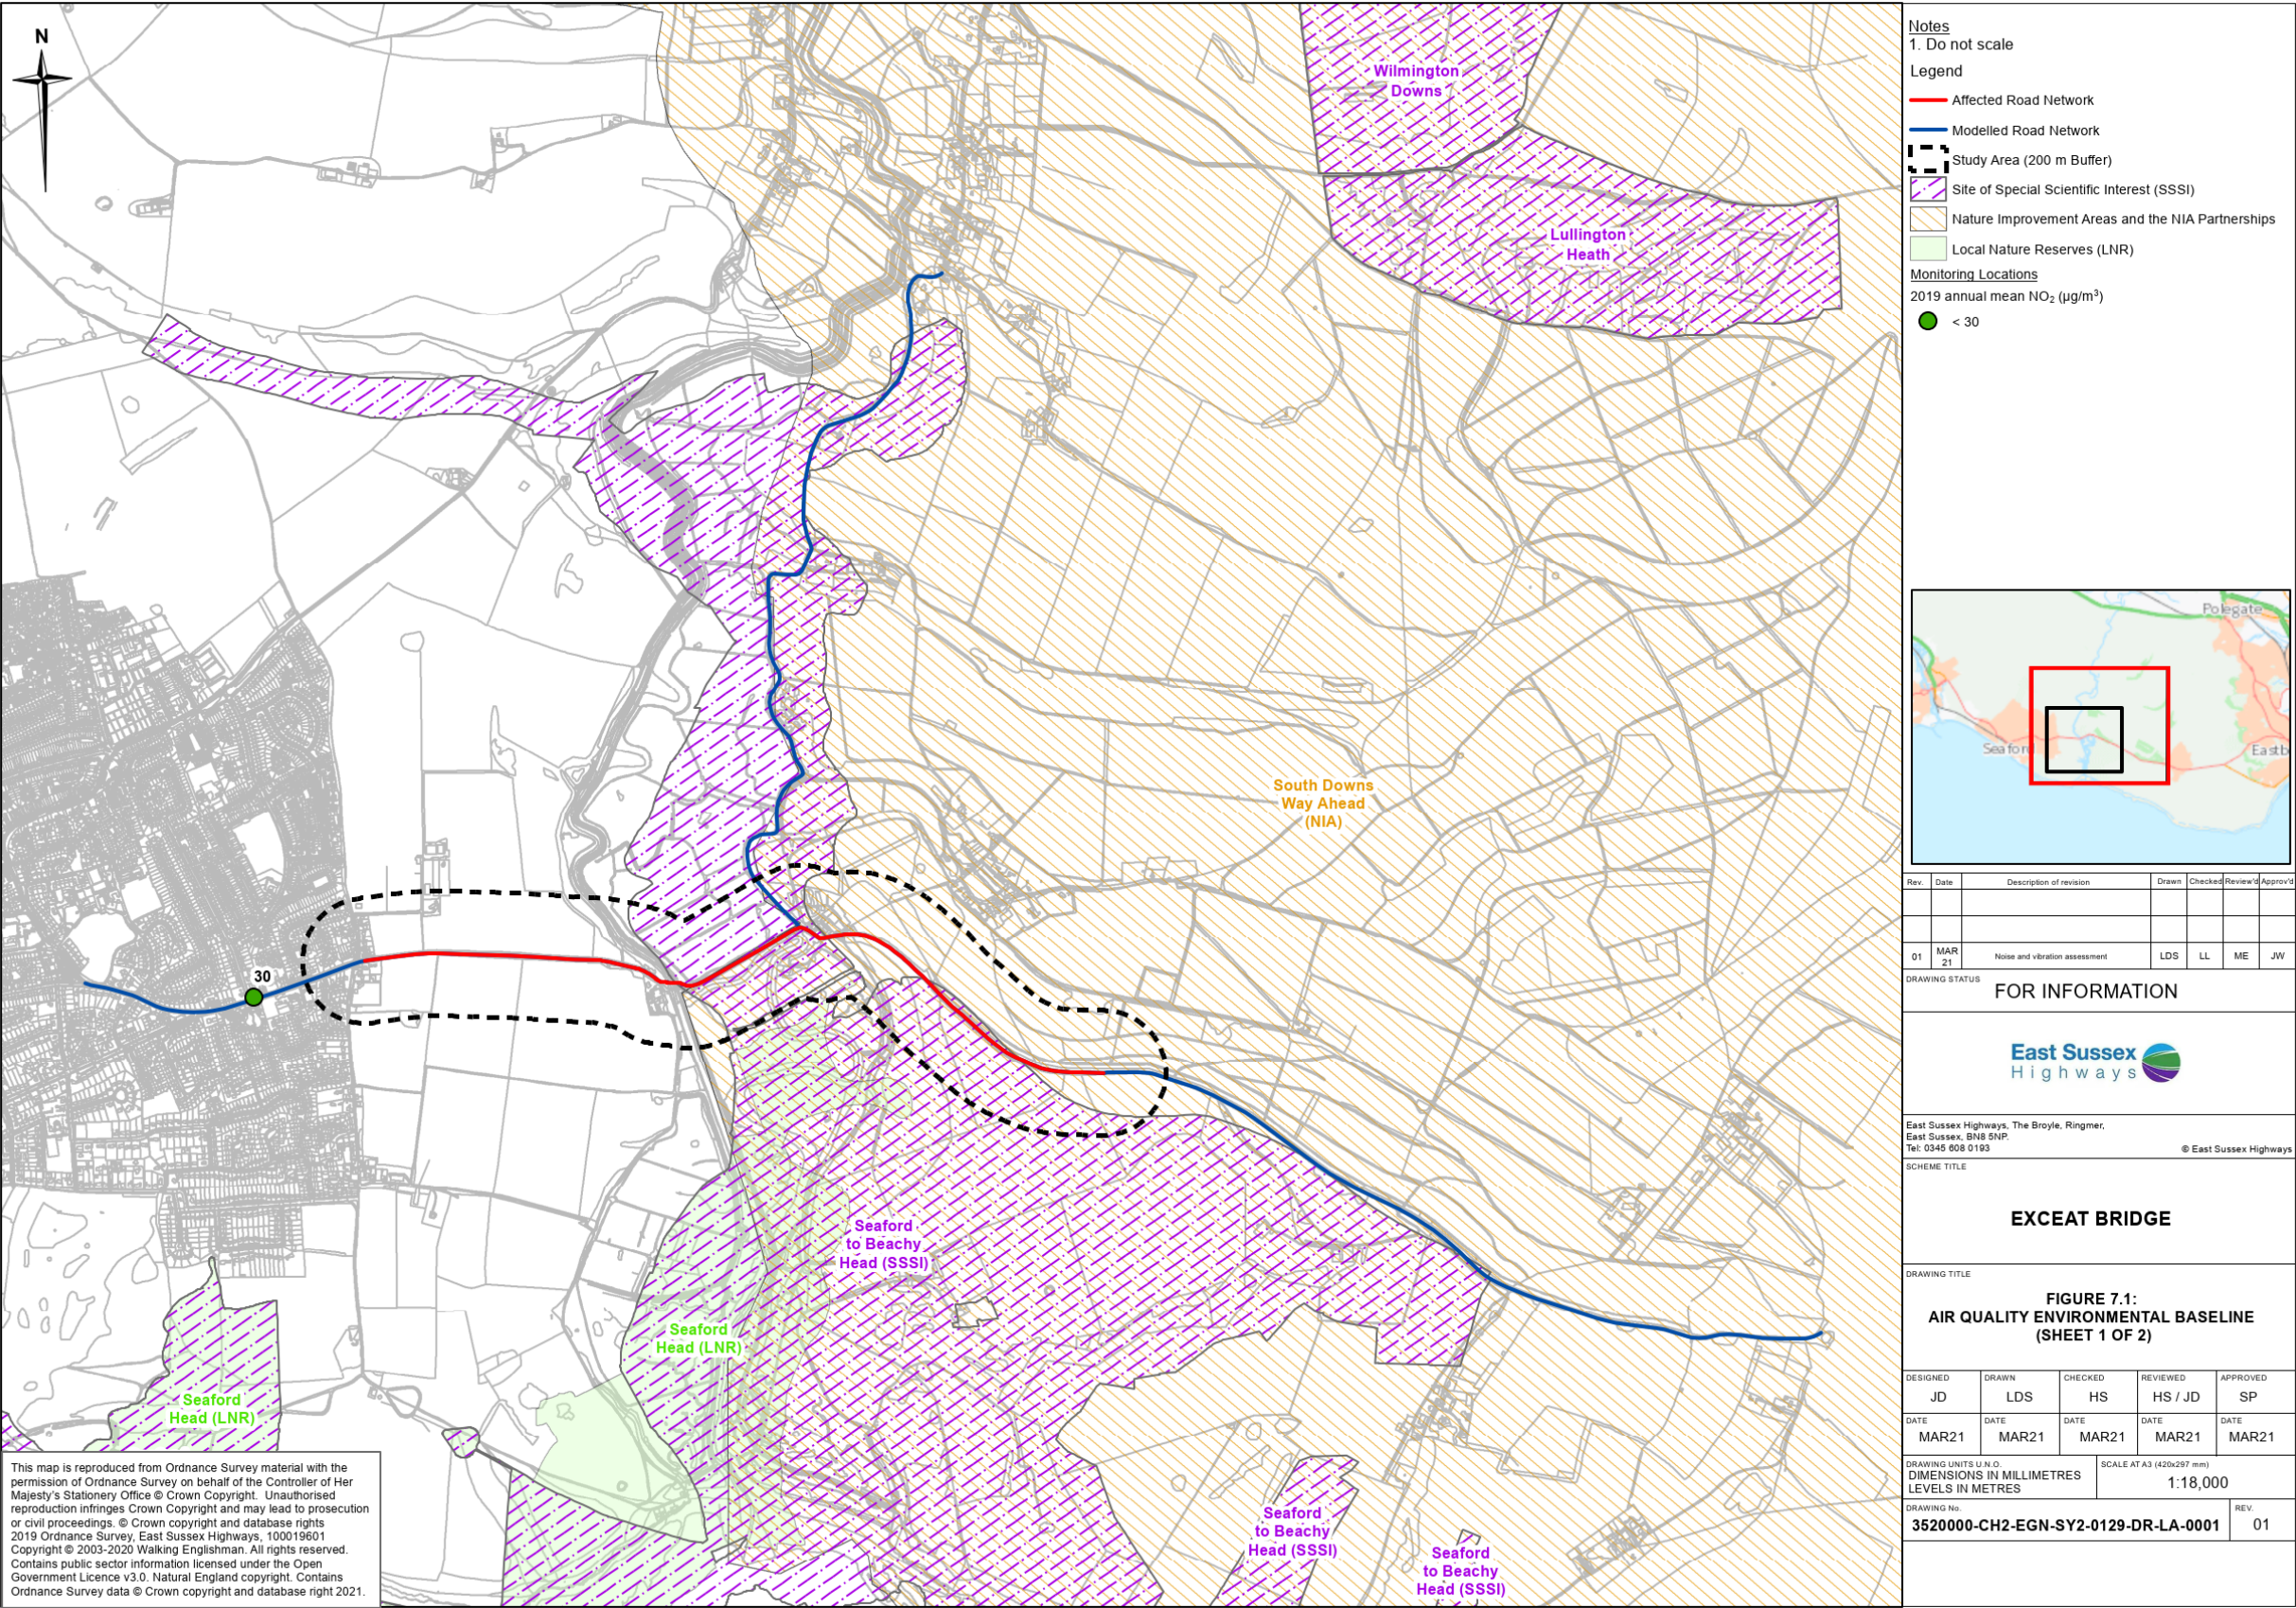 N
Wilmington
Downs
Lullington
Heath
South Downs
Way Ahead
(NIA)
30
Seaford
to Beachy
Head (SSSI)
Seaford
Head (LNR)
Seaford
Head (LNR)
Seaford
to Beachy
Head (SSSI)
Seaford
to Beachy
Head (SSSI)
This map is reproduced from Ordnance Survey material with the
permission of Ordnance Survey on behalf of the Controller of Her
Majesty's Stationery Office © Crown Copyright. Unauthorised
reproduction infringes Crown Copyright and may lead to prosecution
or civil proceedings. © Crown copyright and database rights
2019 Ordnance Survey, East Sussex Highways, 100019601
Copyright © 2003-2020 Walking Englishman. All rights reserved.
Contains public sector information licensed under the Open
Government Licence v3.0. Natural England copyright. Contains
Ordnance Survey data © Crown copyright and database right 2021.
Notes
1. Do not scale
Legend
Affected Road Network
Modelled Road Network
Study Area (200 m Buffer)
Site of Special Scientific Interest (SSSI)
Nature Improvement Areas and the NIA Partnerships
Local Nature Reserves (LNR)
Monitoring Locations
2019 annual mean NO₂ (µg/m³)
< 30
Polegate
Seaford
Eastb
Rev. Date Description of revision Drawn Checked Review'd Approv'd
01 MAR 21 Noise and vibration assessment LDS LL ME JW
DRAWING STATUS
FOR INFORMATION
East Sussex
Highways
East Sussex Highways, The Broyle, Ringmer,
East Sussex, BN8 5NP.
Tel: 0345 608 0193 © East Sussex Highways
SCHEME TITLE
EXCEAT BRIDGE
DRAWING TITLE
FIGURE 7.1:
AIR QUALITY ENVIRONMENTAL BASELINE
(SHEET 1 OF 2)
DESIGNED DRAWN CHECKED REVIEWED APPROVED
JD LDS HS HS / JD SP
DATE DATE DATE DATE DATE
MAR21 MAR21 MAR21 MAR21 MAR21
DRAWING UNITS U.N.O. SCALE AT A3 (420x297 mm)
DIMENSIONS IN MILLIMETRES
LEVELS IN METRES
1:18,000
DRAWING No. REV.
3520000-CH2-EGN-SY2-0129-DR-LA-0001 01